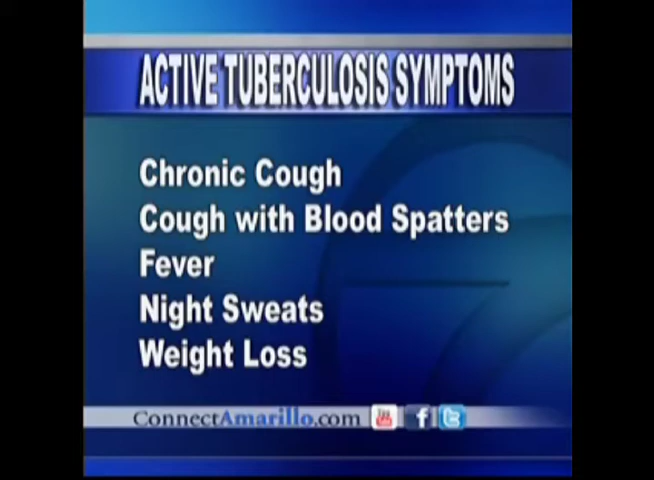 ACTIVE TUBERCULOSIS SYMPTOMS
Chronic Cough
Cough with Blood Spatters
Fever
Night Sweats
Weight Loss
ConnectAmarillo.com